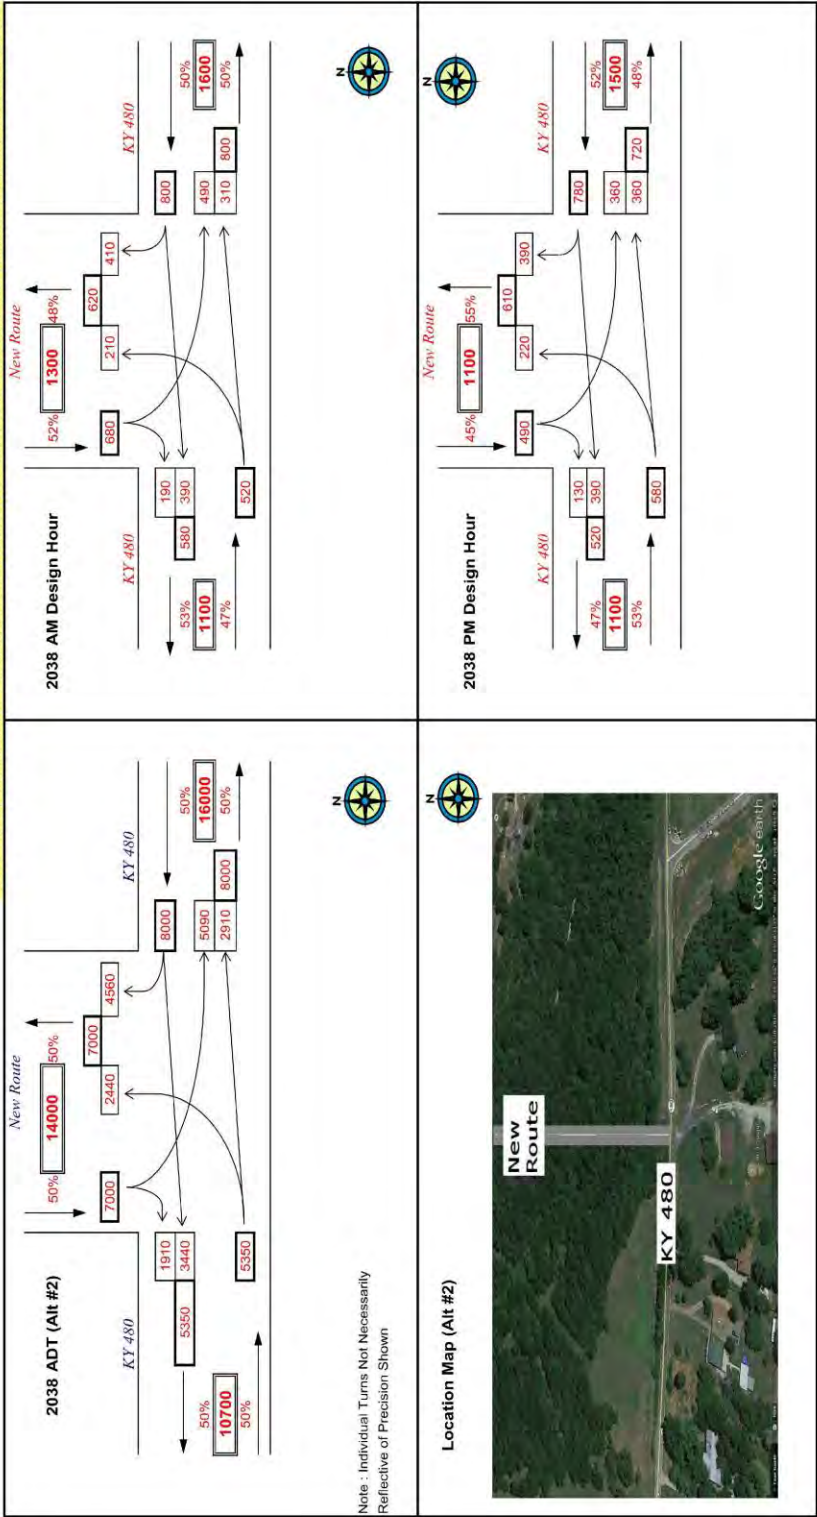 2038 ADT (Alt #2)
New Route
50%
14000
50%
7000
7000
2440
4560
KY 480
KY 480
1910
3440
5350
5350
50%
10700
50%
8000
5090
2910
8000
50%
16000
50%
N
Note : Individual Turns Not Necessarily
Reflective of Precision Shown
2038 AM Design Hour
New Route
52%
1300
48%
680
620
210
410
KY 480
KY 480
190
390
580
520
53%
1100
47%
800
490
310
800
50%
1600
50%
N
Location Map (Alt #2)
N
New
Route
KY 480
Google earth
2038 PM Design Hour
New Route
45%
1100
55%
490
610
220
390
KY 480
KY 480
130
390
520
580
47%
1100
53%
780
360
360
720
52%
1500
48%
N